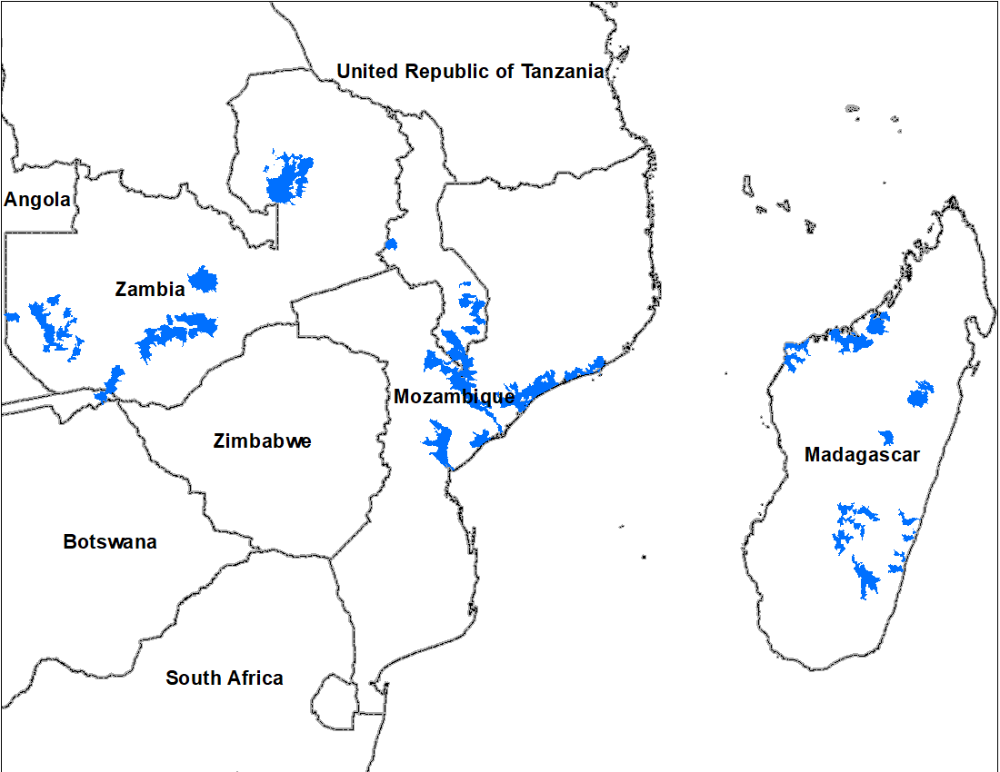 United Republic of Tanzania
Angola
Zambia
Mozambique
Zimbabwe
Madagascar
Botswana
South Africa